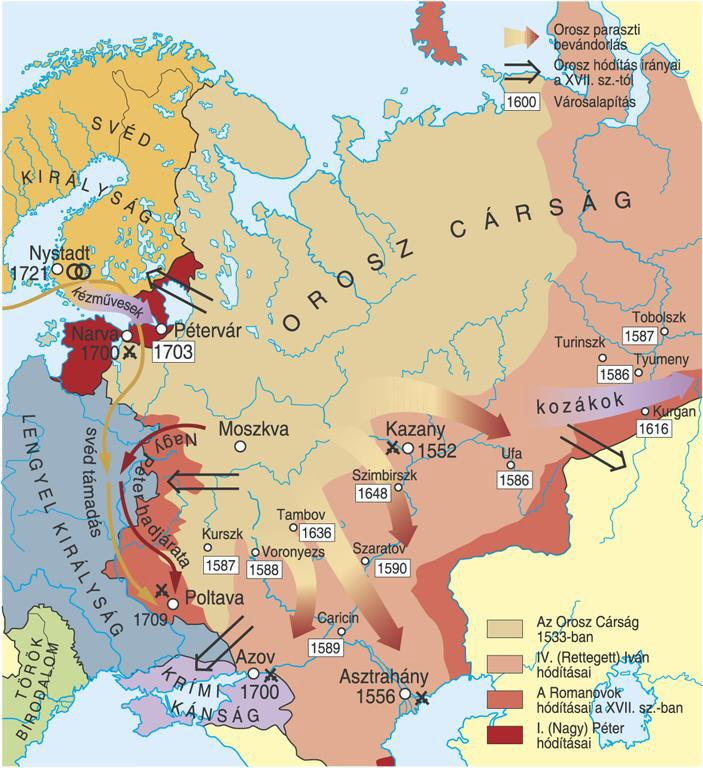 Orosz paraszti
bevándorlás
Orosz hódítás irányai
a XVII. sz.-tól
1600 Városalapítás
SVÉD
KIRÁLYSÁG
OROSZ CÁRSÁG
Nystadt
1721
kézművesek
Narva
1700
Pétervár
1703
Tobolszk
1587
Turinszk
1586
Tyumeny
kozákok
Kurgan
1616
LENGYEL KIRÁLYSÁG
svéd támadás
Nagy Péter hadjárata
Moszkva
Kazany
1552
Ufa
1586
Szimbirszk
1648
Tambov
1636
Kurszk
1587
Voronyezs
1588
Szaratov
1590
Poltava
1709
Caricin
1589
Azov
1700
Asztrahány
1556
KRIMI
KÁNSÁG
TÖRÖK
BIRODALOM
Az Orosz Cárság
1533-ban
IV. (Rettegett) Iván
hódításai
A Romanovok
hódításai a XVII. sz.-ban
I. (Nagy) Péter
hódításai